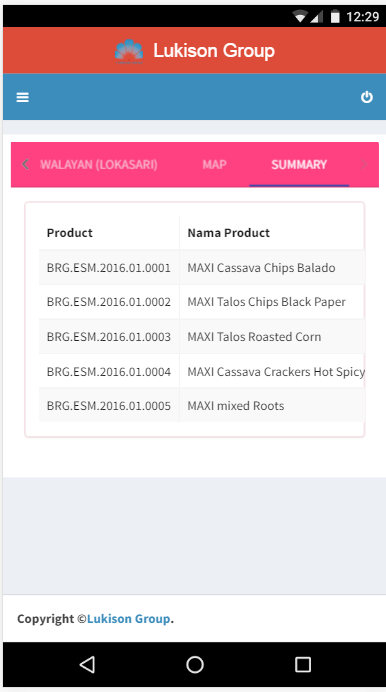 12:29
Lukison Group
WALAYAN (LOKASARI) MAP SUMMARY
Product Nama Product
BRG.ESM.2016.01.0001 MAXI Cassava Chips Balado
BRG.ESM.2016.01.0002 MAXI Talos Chips Black Paper
BRG.ESM.2016.01.0003 MAXI Talos Roasted Corn
BRG.ESM.2016.01.0004 MAXI Cassava Crackers Hot Spicy
BRG.ESM.2016.01.0005 MAXI mixed Roots
Copyright ©Lukison Group.